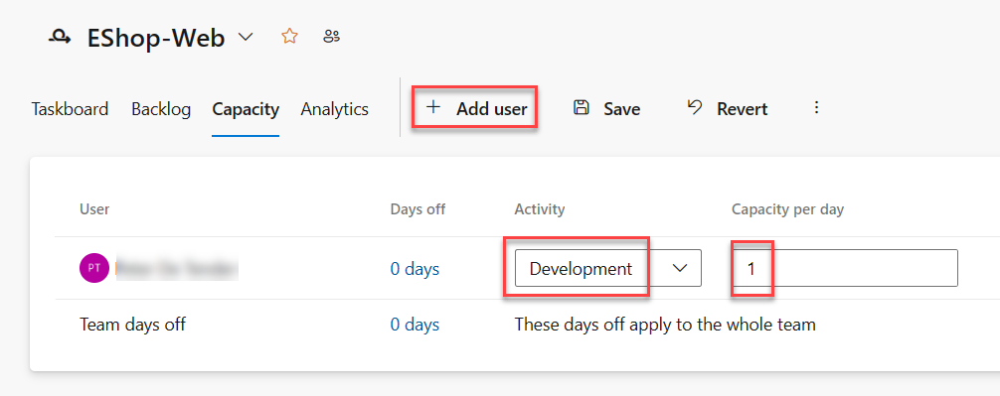 EShop-Web
Taskboard Backlog Capacity Analytics + Add user Save Revert
User Days off Activity Capacity per day
PT 0 days Development 1
Team days off 0 days These days off apply to the whole team